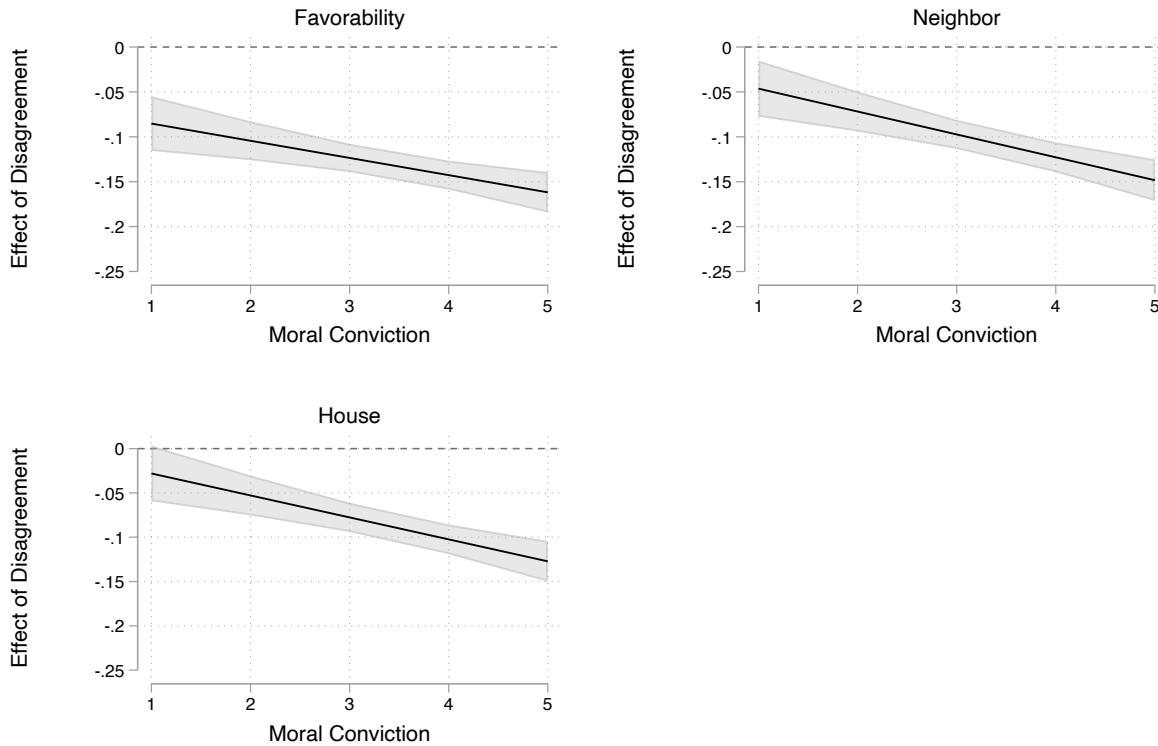 Favorability
Effect of Disagreement
0
-.05
-.1
-.15
-.2
-.25
1 2 3 4 5
Moral Conviction
Neighbor
Effect of Disagreement
0
-.05
-.1
-.15
-.2
-.25
1 2 3 4 5
Moral Conviction
House
Effect of Disagreement
0
-.05
-.1
-.15
-.2
-.25
1 2 3 4 5
Moral Conviction